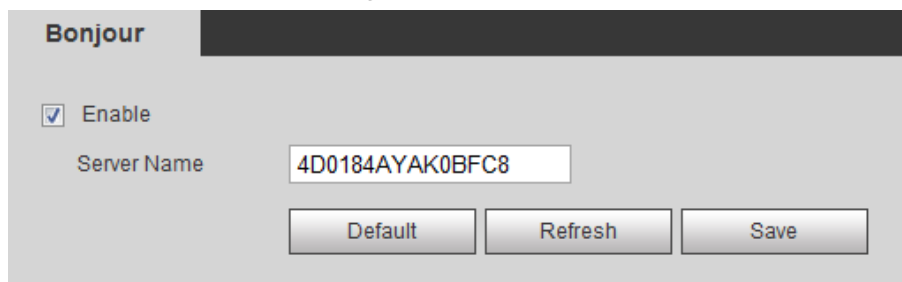 Bonjour
Enable
Server Name 4D0184AYAK0BFC8
Default Refresh Save